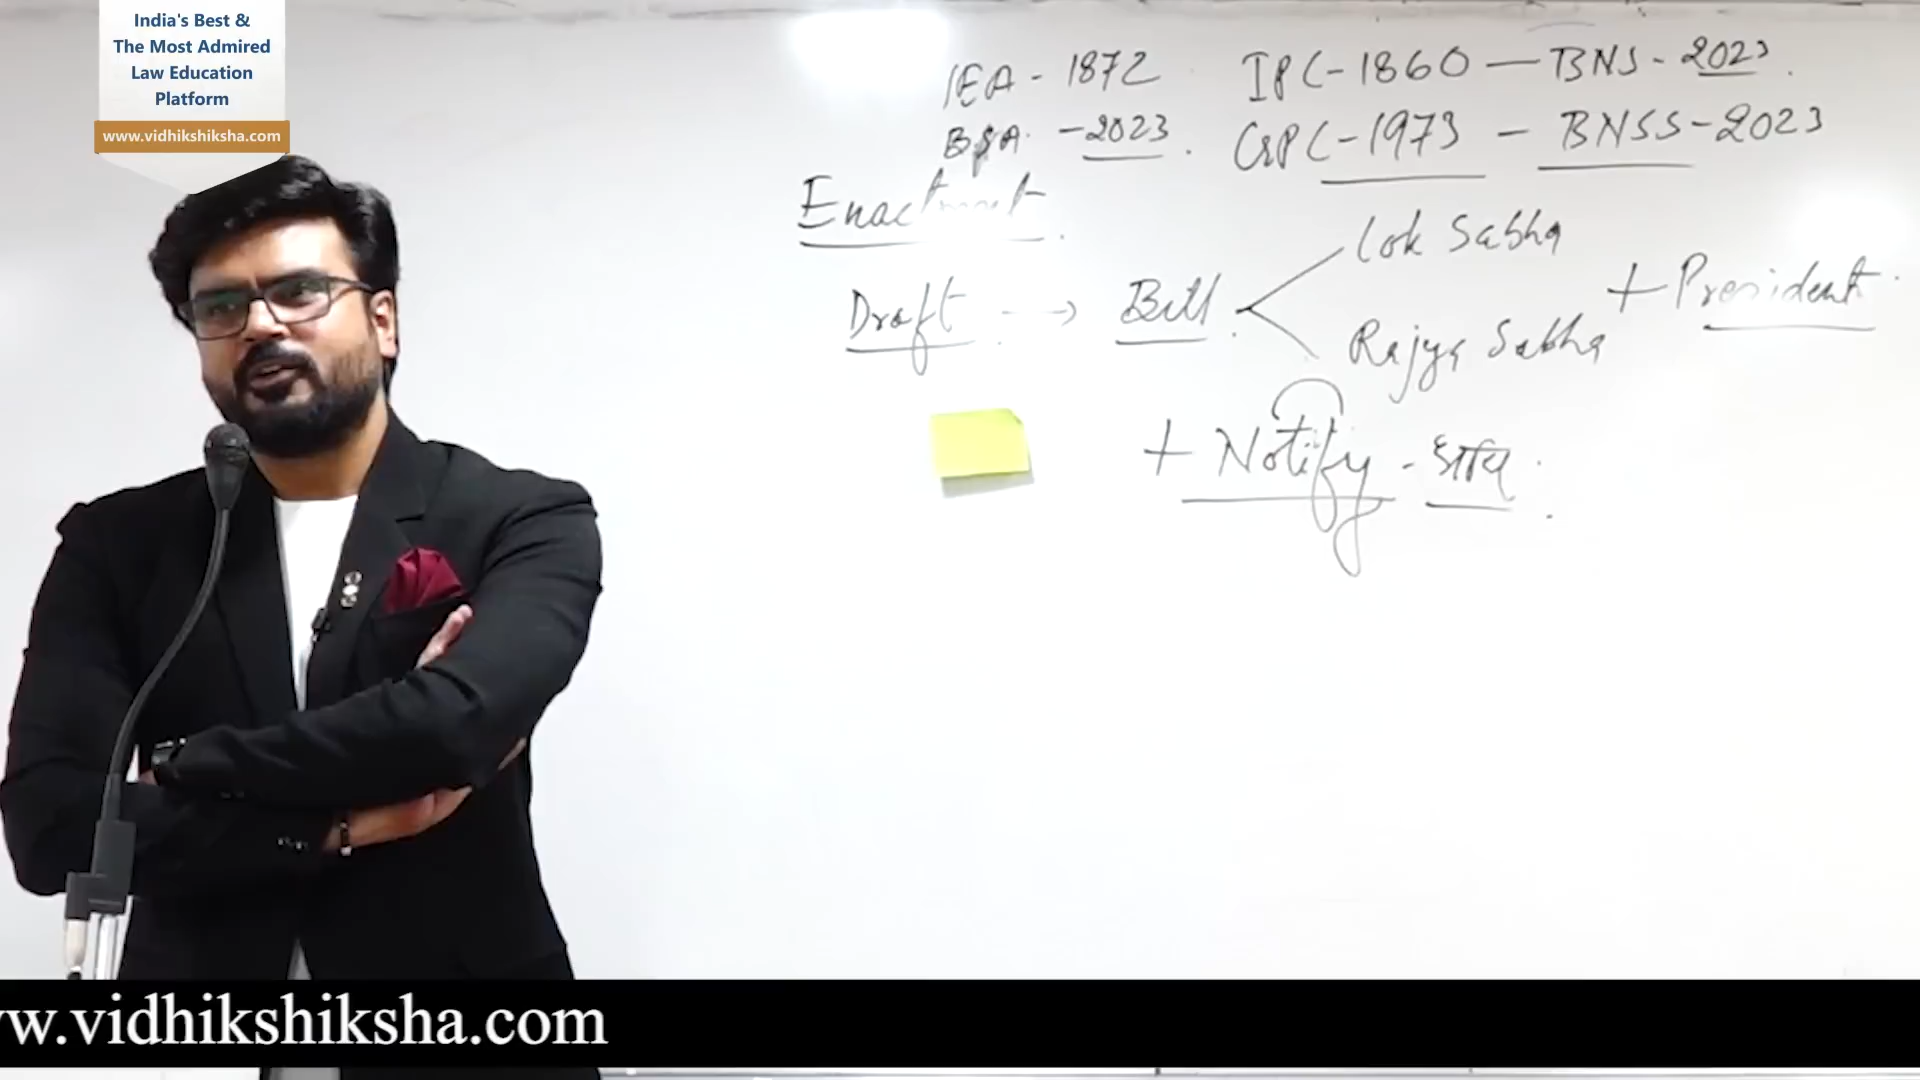 India's Best &
The Most Admired
Law Education
Platform
www.vidhikshiksha.com
IEA - 1872 IPC - 1860 — BNS - 2023
BSA - 2023 CrPC - 1973 - BNSS - 2023
Enactment
Lok Sabha
Draft → Bill + President
Rajya Sabha
+ Notify -
w.vidhikshiksha.com